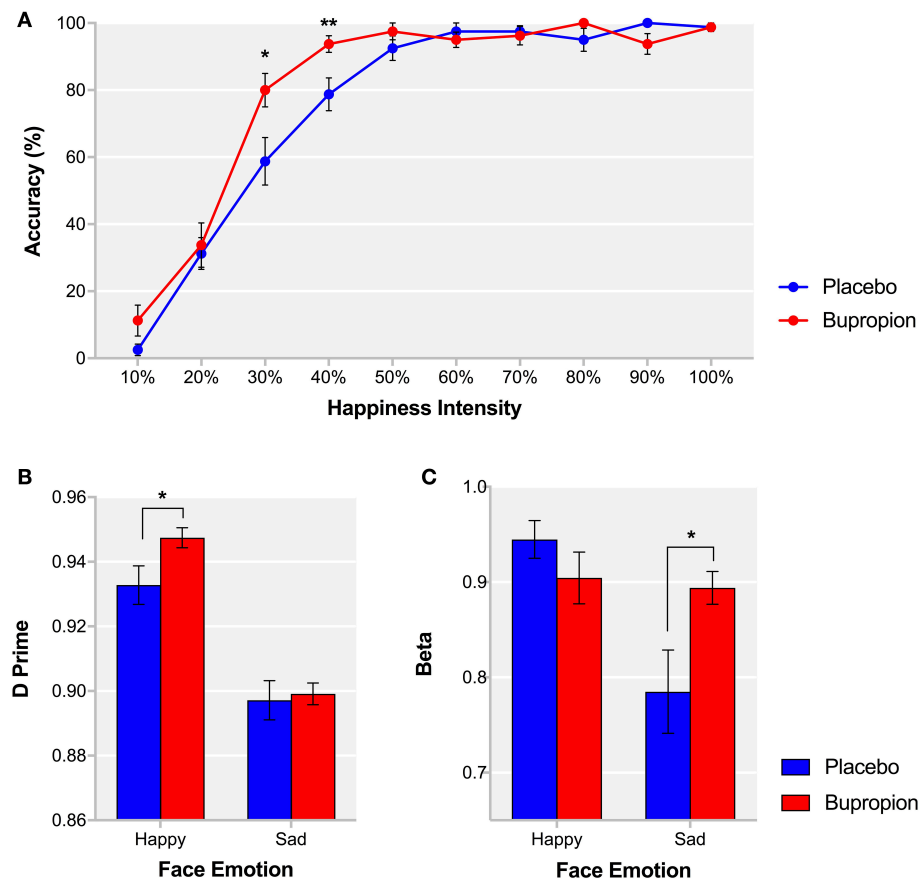 A
100
80
60
40
20
0
Accuracy (%)
*
**
10% 20% 30% 40% 50% 60% 70% 80% 90% 100%
Happiness Intensity
Placebo
Bupropion
B
0.96
0.94
0.92
0.90
0.88
0.86
D Prime
*
Happy Sad
Face Emotion
C
1.0
0.9
0.8
0.7
Beta
*
Happy Sad
Face Emotion
Placebo
Bupropion